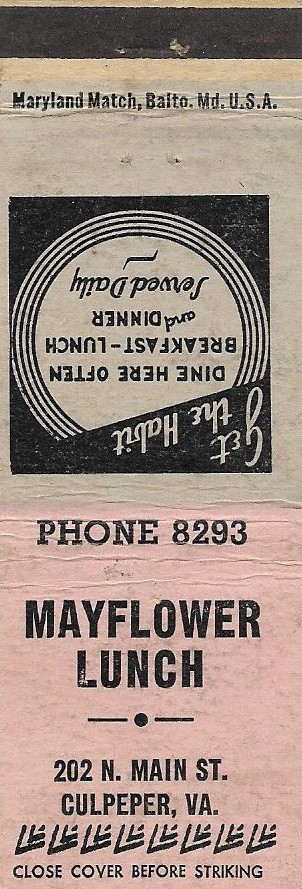 Maryland Match, Balto. Md. U.S.A.
Get the Habit
DINE HERE OFTEN
BREAKFAST - LUNCH
and DINNER
Served Daily
PHONE 8293
MAYFLOWER
LUNCH
202 N. MAIN ST.
CULPEPER, VA.
CLOSE COVER BEFORE STRIKING